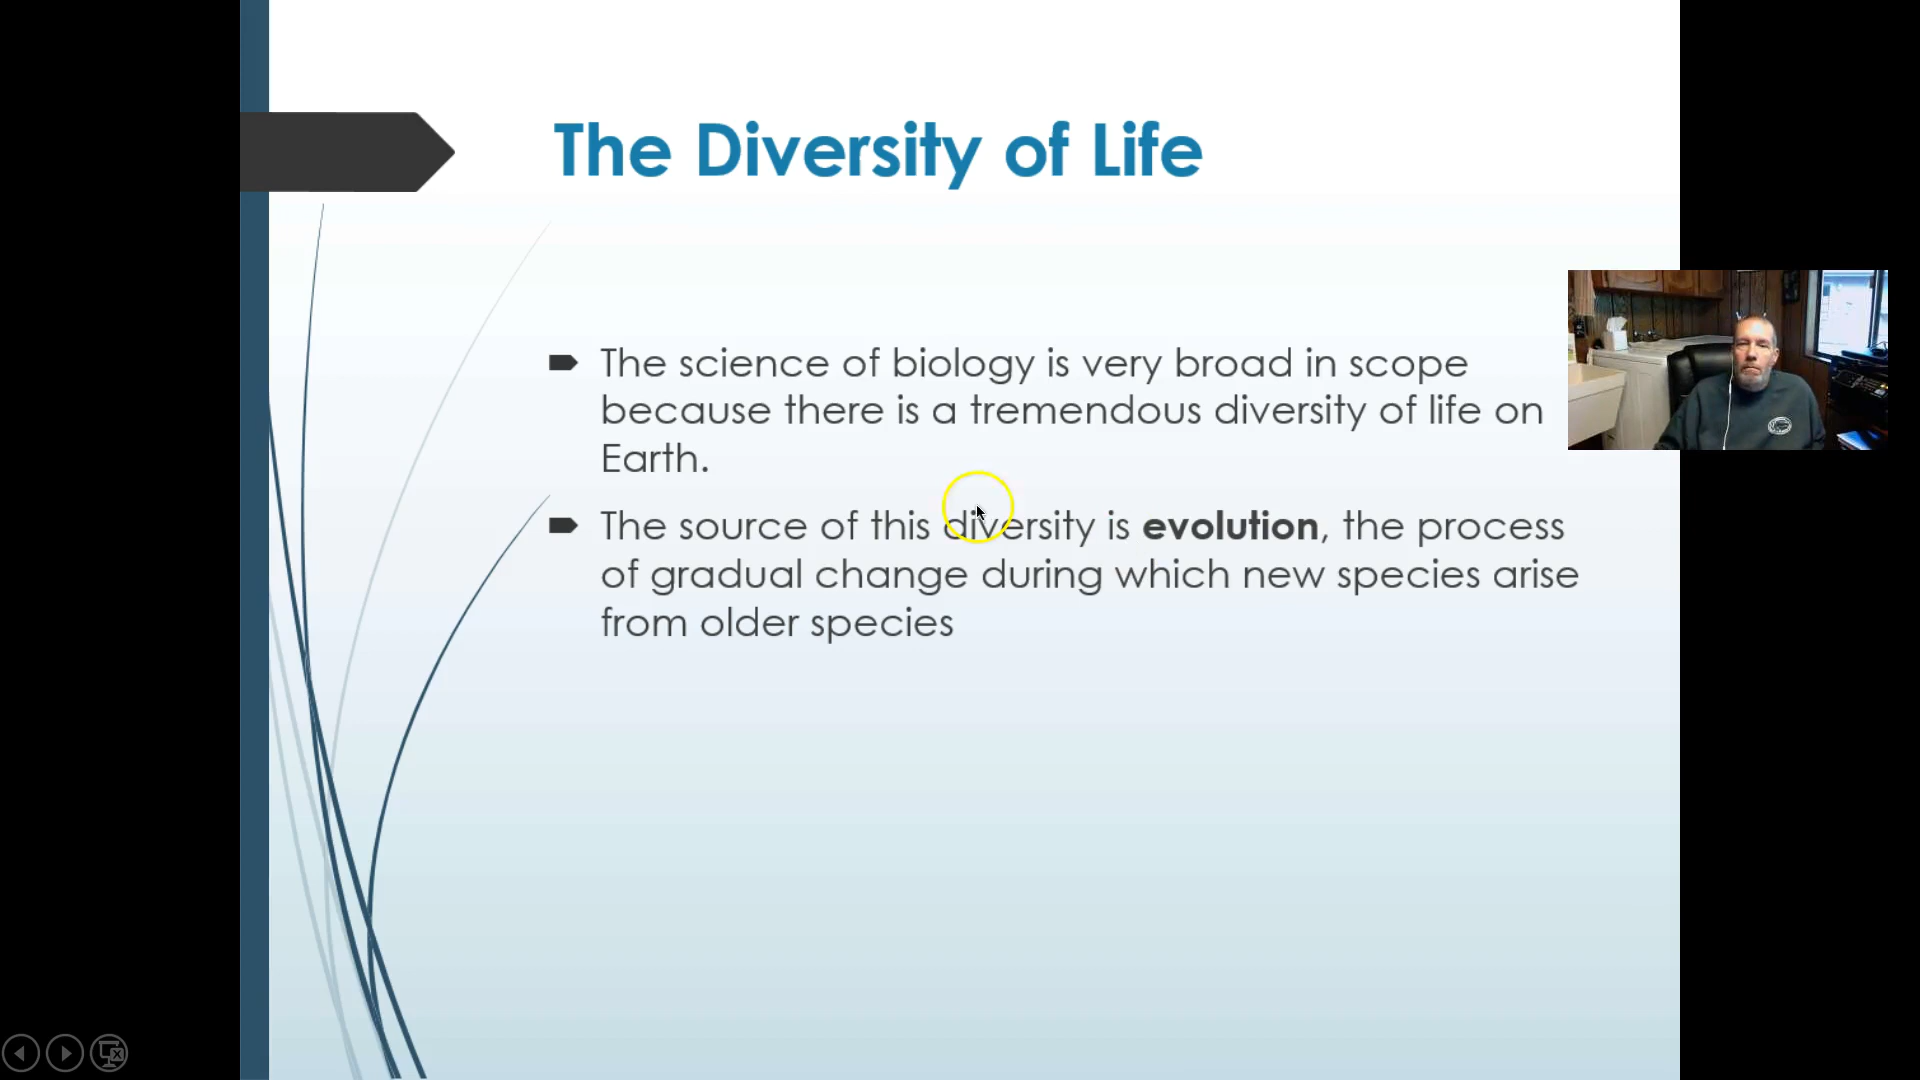 The Diversity of Life
The science of biology is very broad in scope
because there is a tremendous diversity of life on
Earth.
The source of this diversity is evolution, the process
of gradual change during which new species arise
from older species